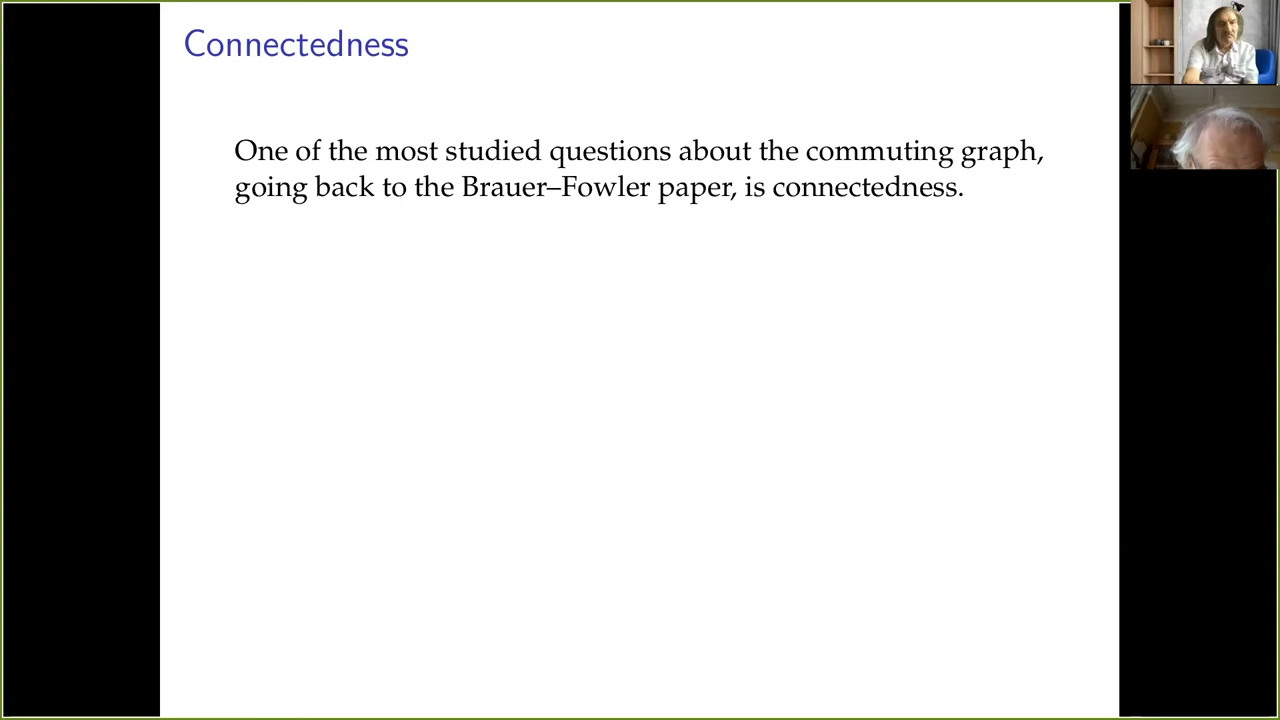 Connectedness
One of the most studied questions about the commuting graph,
going back to the Brauer–Fowler paper, is connectedness.